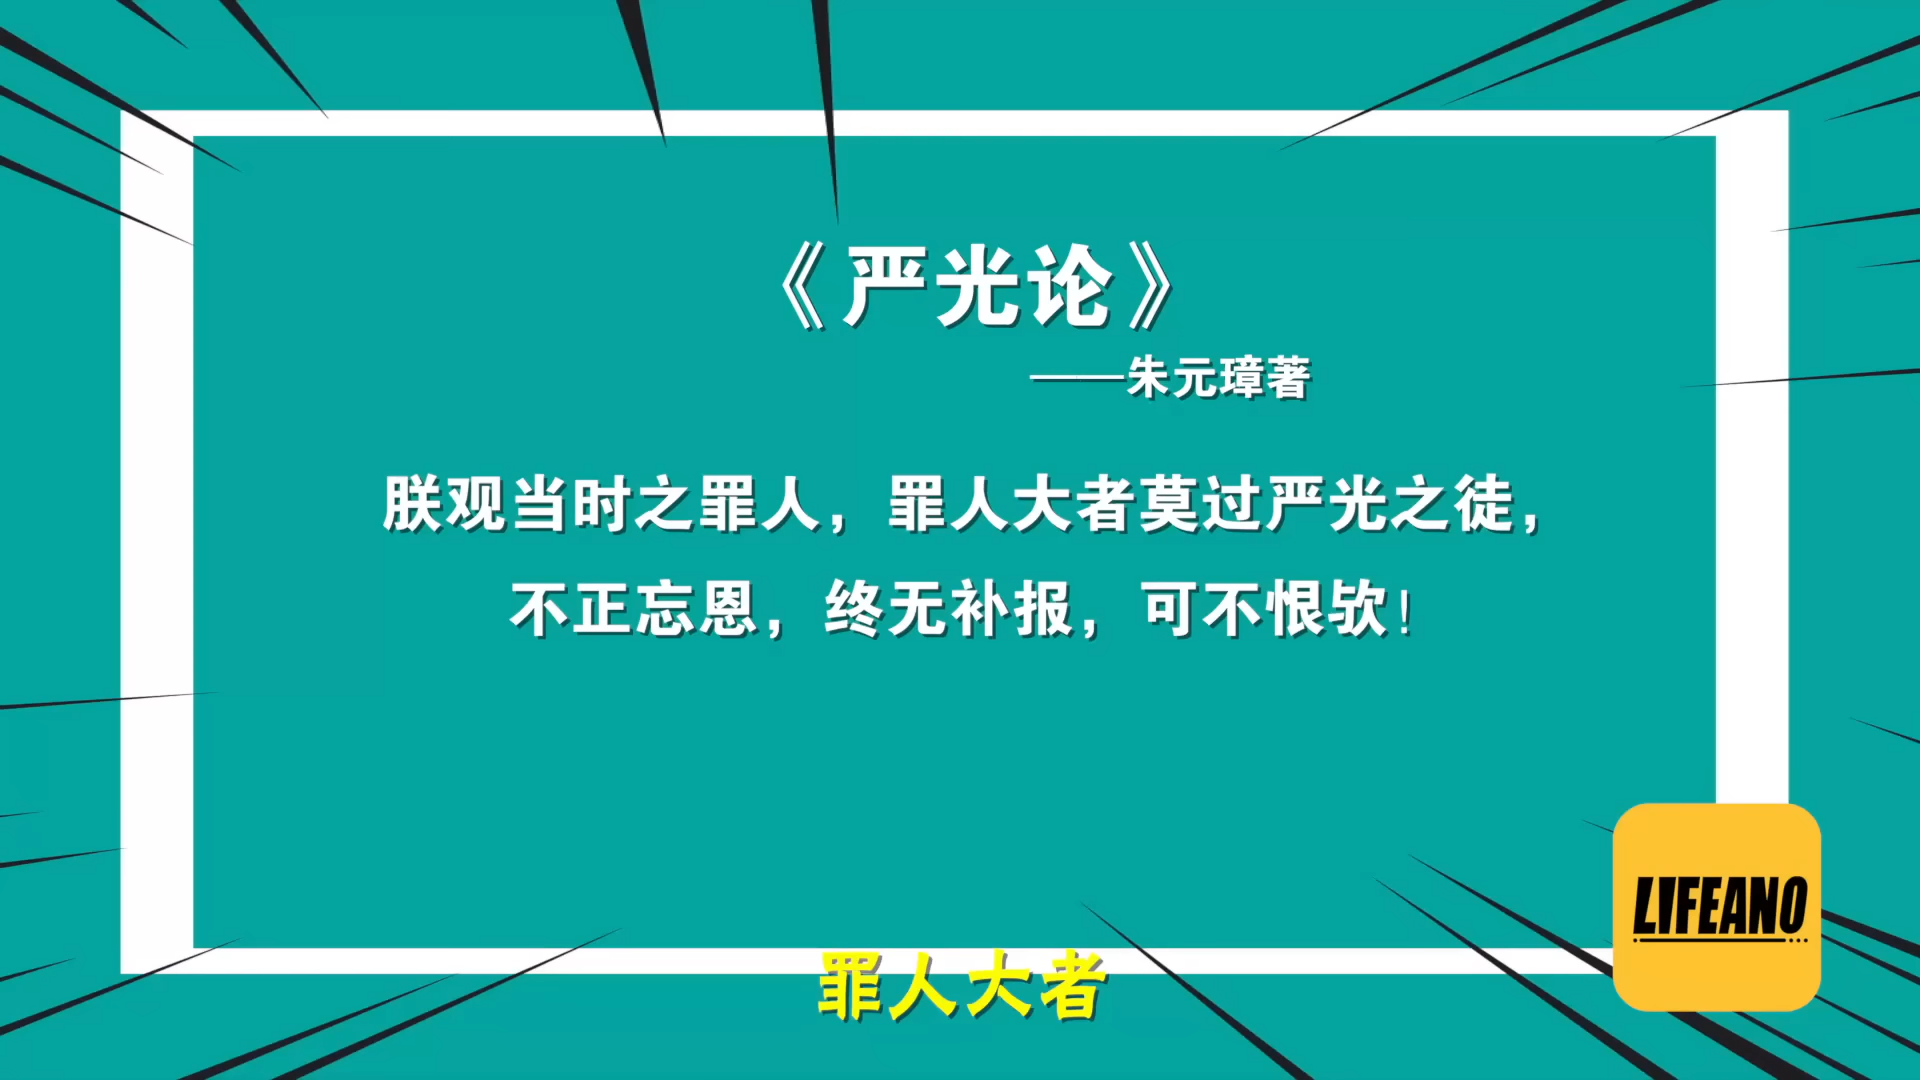 《严光论》
——朱元璋著
朕观当时之罪人，罪人大者莫过严光之徒，
不正忘恩，终无补报，可不恨欤！
LIFEANO
罪人大者